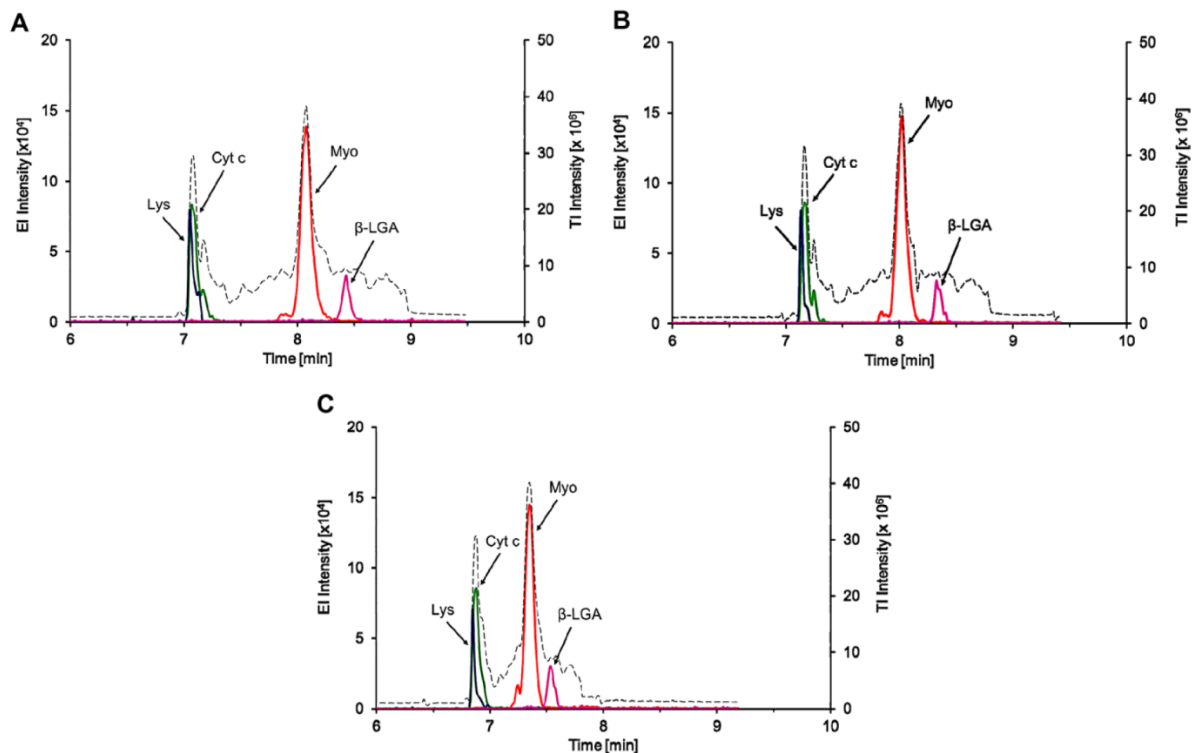 A
20
15
10
5
0
EI Intensity [x10⁴]
50
40
30
20
10
0
TI Intensity [x 10⁶]
Lys
Cyt c
Myo
β-LGA
6 7 8 9 10
Time [min]
B
20
15
10
5
0
EI Intensity [x10⁴]
50
40
30
20
10
0
TI Intensity [x 10⁶]
Lys
Cyt c
Myo
β-LGA
6 7 8 9 10
Time [min]
C
20
15
10
5
0
EI Intensity [x10⁴]
50
40
30
20
10
0
TI Intensity [x 10⁶]
Lys
Cyt c
Myo
β-LGA
6 7 8 9 10
Time [min]